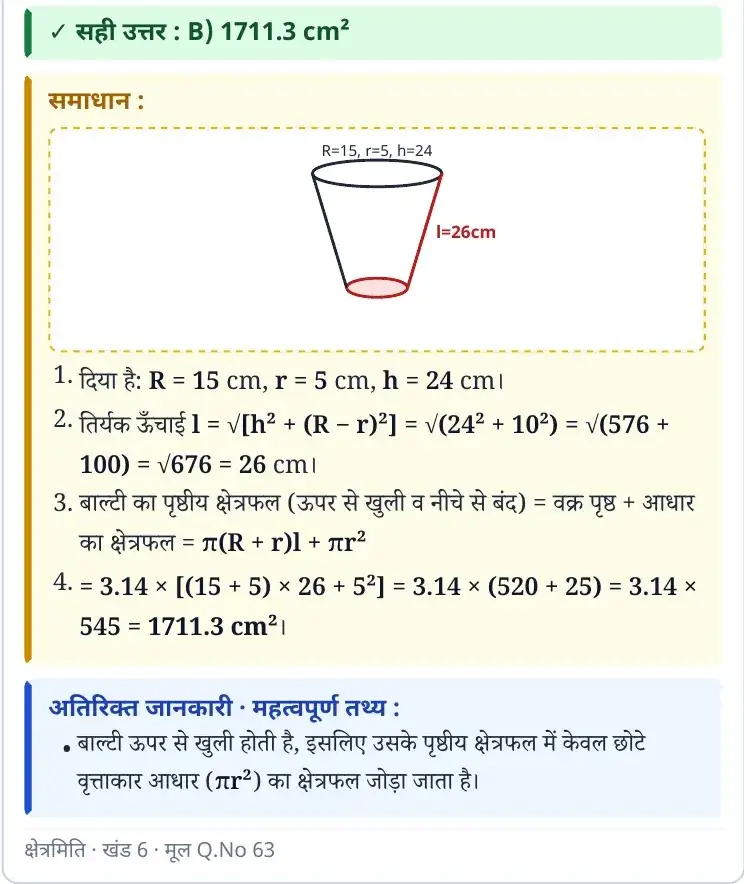 ✓ सही उत्तर : B) 1711.3 cm²
समाधान :
R=15, r=5, h=24
l=26cm
1. दिया है: R = 15 cm, r = 5 cm, h = 24 cm।
2. तिर्यक ऊँचाई l = √[h² + (R − r)²] = √(24² + 10²) = √(576 +
100) = √676 = 26 cm।
3. बाल्टी का पृष्ठीय क्षेत्रफल (ऊपर से खुली व नीचे से बंद) = वक्र पृष्ठ + आधार
का क्षेत्रफल = π(R + r)l + πr²
4. = 3.14 × [(15 + 5) × 26 + 5²] = 3.14 × (520 + 25) = 3.14 ×
545 = 1711.3 cm²।
अतिरिक्त जानकारी · महत्वपूर्ण तथ्य :
• बाल्टी ऊपर से खुली होती है, इसलिए उसके पृष्ठीय क्षेत्रफल में केवल छोटे
वृत्ताकार आधार (πr²) का क्षेत्रफल जोड़ा जाता है।
क्षेत्रमिति · खंड 6 · मूल Q.No 63